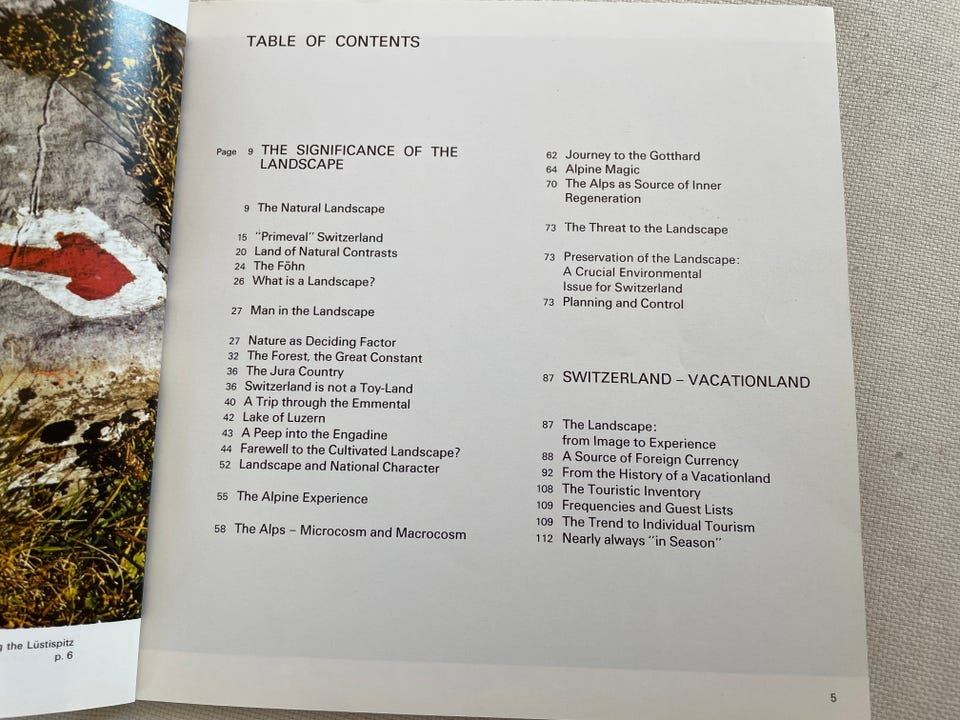 TABLE OF CONTENTS
Page 9 THE SIGNIFICANCE OF THE
LANDSCAPE
9 The Natural Landscape
15 "Primeval" Switzerland
20 Land of Natural Contrasts
24 The Föhn
26 What is a Landscape?
27 Man in the Landscape
27 Nature as Deciding Factor
32 The Forest, the Great Constant
36 The Jura Country
36 Switzerland is not a Toy-Land
40 A Trip through the Emmental
42 Lake of Luzern
43 A Peep into the Engadine
44 Farewell to the Cultivated Landscape?
52 Landscape and National Character
55 The Alpine Experience
58 The Alps – Microcosm and Macrocosm
62 Journey to the Gotthard
64 Alpine Magic
70 The Alps as Source of Inner
Regeneration
73 The Threat to the Landscape
73 Preservation of the Landscape:
A Crucial Environmental
Issue for Switzerland
73 Planning and Control
87 SWITZERLAND – VACATIONLAND
87 The Landscape:
from Image to Experience
88 A Source of Foreign Currency
92 From the History of a Vacationland
108 The Touristic Inventory
109 Frequencies and Guest Lists
109 The Trend to Individual Tourism
112 Nearly always "in Season"
the Lüstispitz
p. 6
5